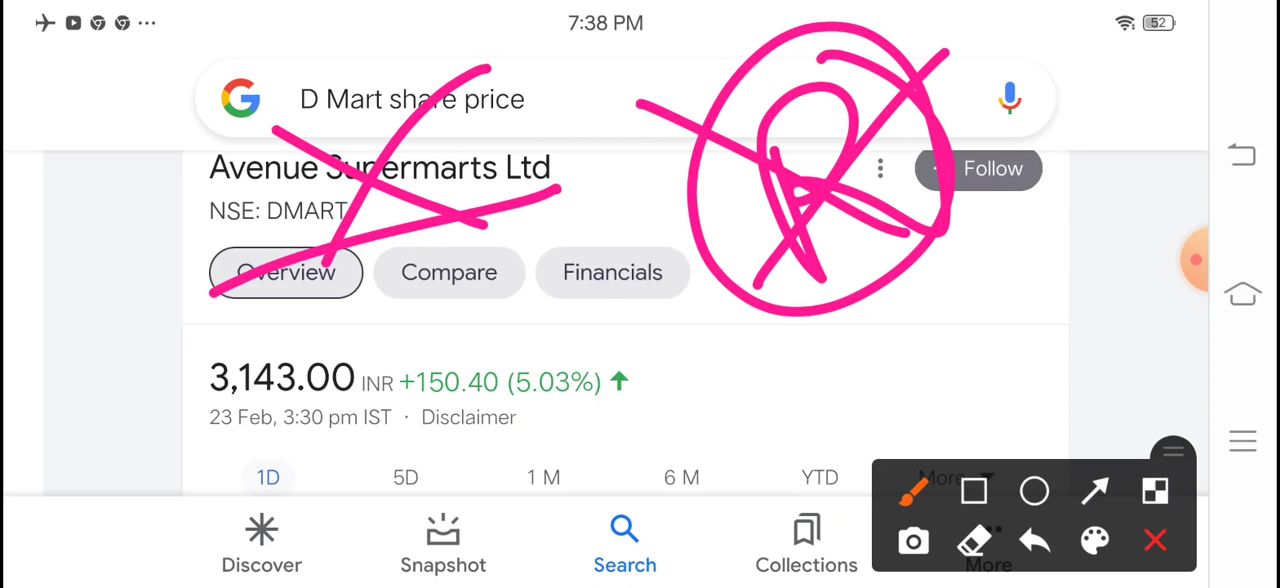 7:38 PM
52
D Mart share price
Avenue Supermarts Ltd
Follow
NSE: DMART
Overview Compare Financials
R
3,143.00 INR +150.40 (5.03%)
23 Feb, 3:30 pm IST · Disclaimer
1D 5D 1 M 6 M YTD More
Discover Snapshot Search Collections More